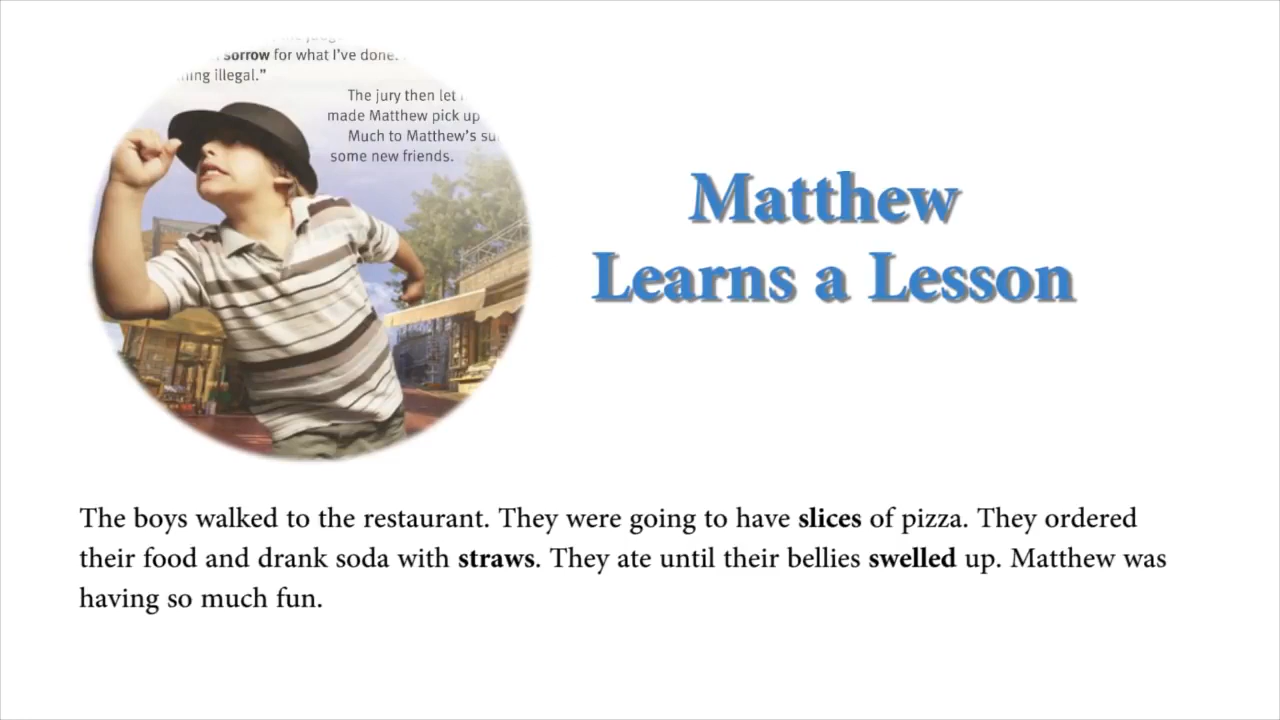 sorrow for what I've done.
illegal.”
The jury then let
made Matthew pick up
Much to Matthew's
some new friends.
Matthew
Learns a Lesson
The boys walked to the restaurant. They were going to have slices of pizza. They ordered
their food and drank soda with straws. They ate until their bellies swelled up. Matthew was
having so much fun.